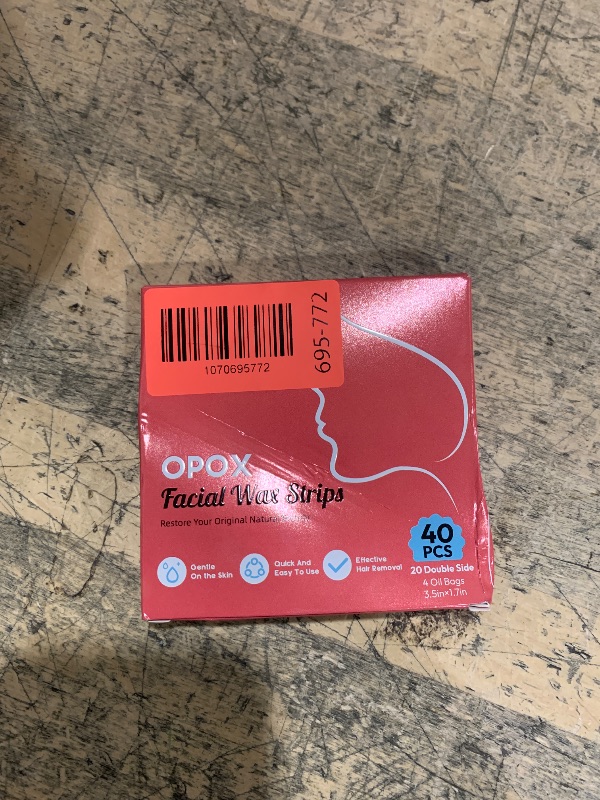 1070695772
695-772
OPOX
Facial Wax Strips
Restore Your Original Natural
Gentle
On the Skin
Quick And
Easy To Use
Effective
Hair Removal
40
PCS
20 Double Side
4 Oil Bags
3.5in×1.7in